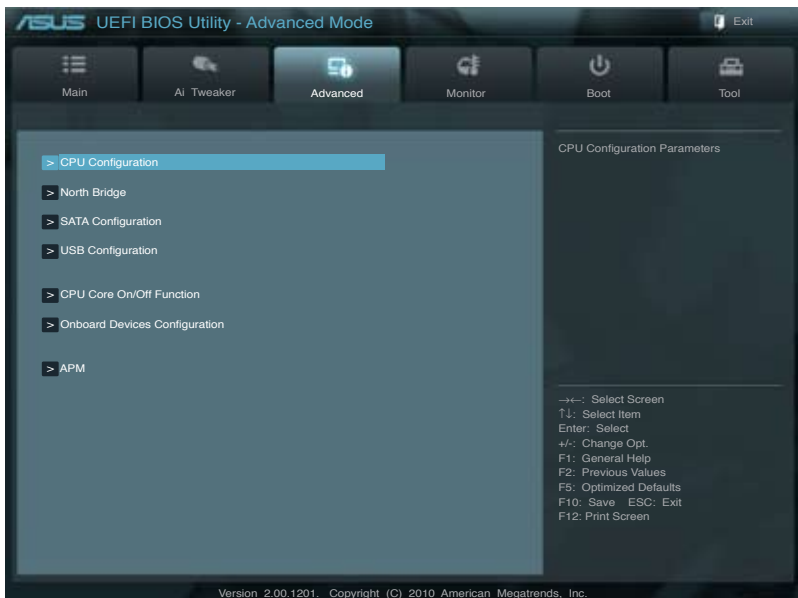 ASUS UEFI BIOS Utility - Advanced Mode
Exit
Main
Ai Tweaker
Advanced
Monitor
Boot
Tool
> CPU Configuration
> North Bridge
> SATA Configuration
> USB Configuration
> CPU Core On/Off Function
> Onboard Devices Configuration
> APM
CPU Configuration Parameters
→←: Select Screen
↑↓: Select Item
Enter: Select
+/-: Change Opt.
F1: General Help
F2: Previous Values
F5: Optimized Defaults
F10: Save ESC: Exit
F12: Print Screen
Version 2.00.1201. Copyright (C) 2010 American Megatrends, Inc.